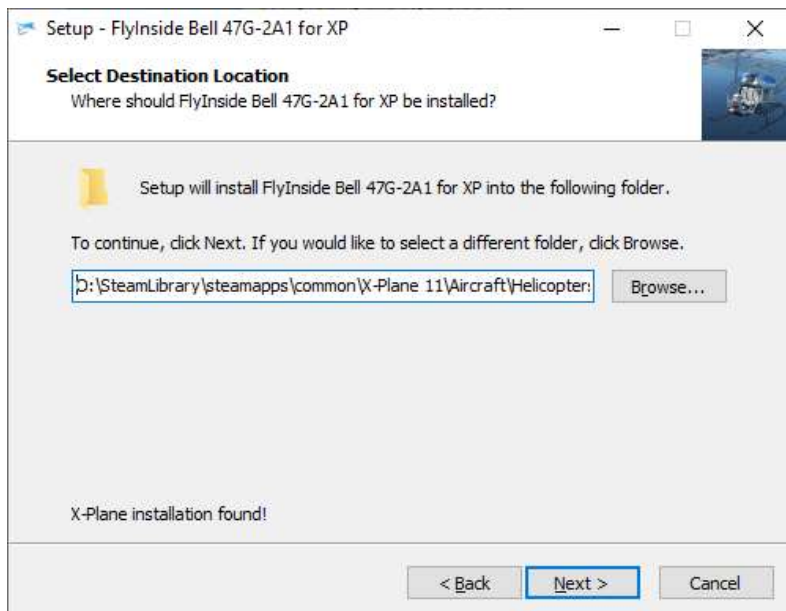 Setup - FlyInside Bell 47G-2A1 for XP
Select Destination Location
Where should FlyInside Bell 47G-2A1 for XP be installed?
Setup will install FlyInside Bell 47G-2A1 for XP into the following folder.
To continue, click Next. If you would like to select a different folder, click Browse.
D:\SteamLibrary\steamapps\common\X-Plane 11\Aircraft\Helicopters
Browse...
X-Plane installation found!
< Back
Next >
Cancel